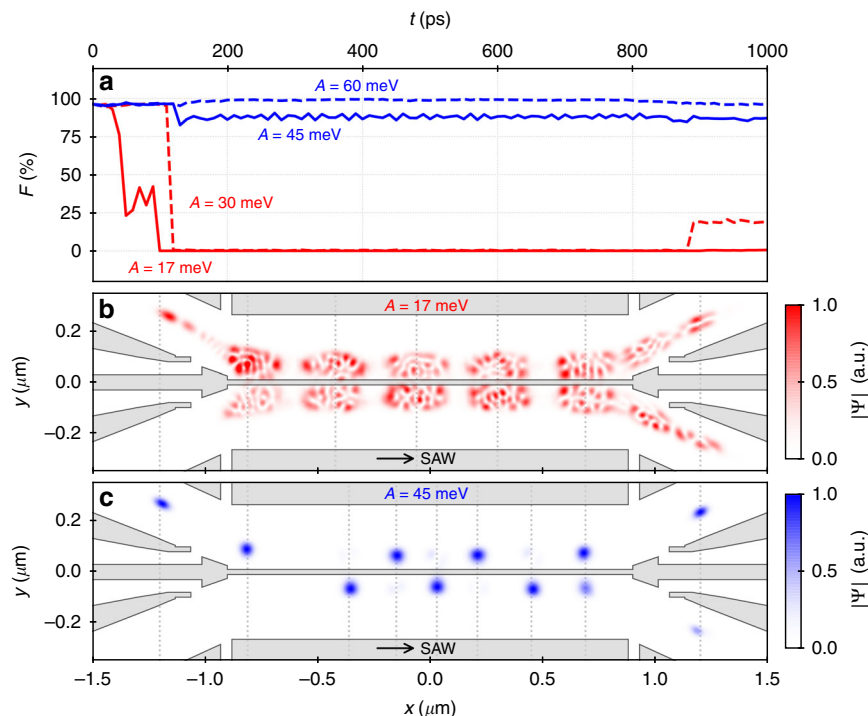 t (ps)
0 200 400 600 800 1000
a
A = 60 meV
A = 45 meV
A = 30 meV
A = 17 meV
100
75
50
25
0
F (%)
b
A = 17 meV
0.2
0.0
−0.2
y (μm)
SAW
1.0
0.5
0.0
|Ψ| (a.u.)
c
A = 45 meV
0.2
0.0
−0.2
y (μm)
SAW
1.0
0.5
0.0
|Ψ| (a.u.)
−1.5 −1.0 −0.5 0.0 0.5 1.0 1.5
x (μm)